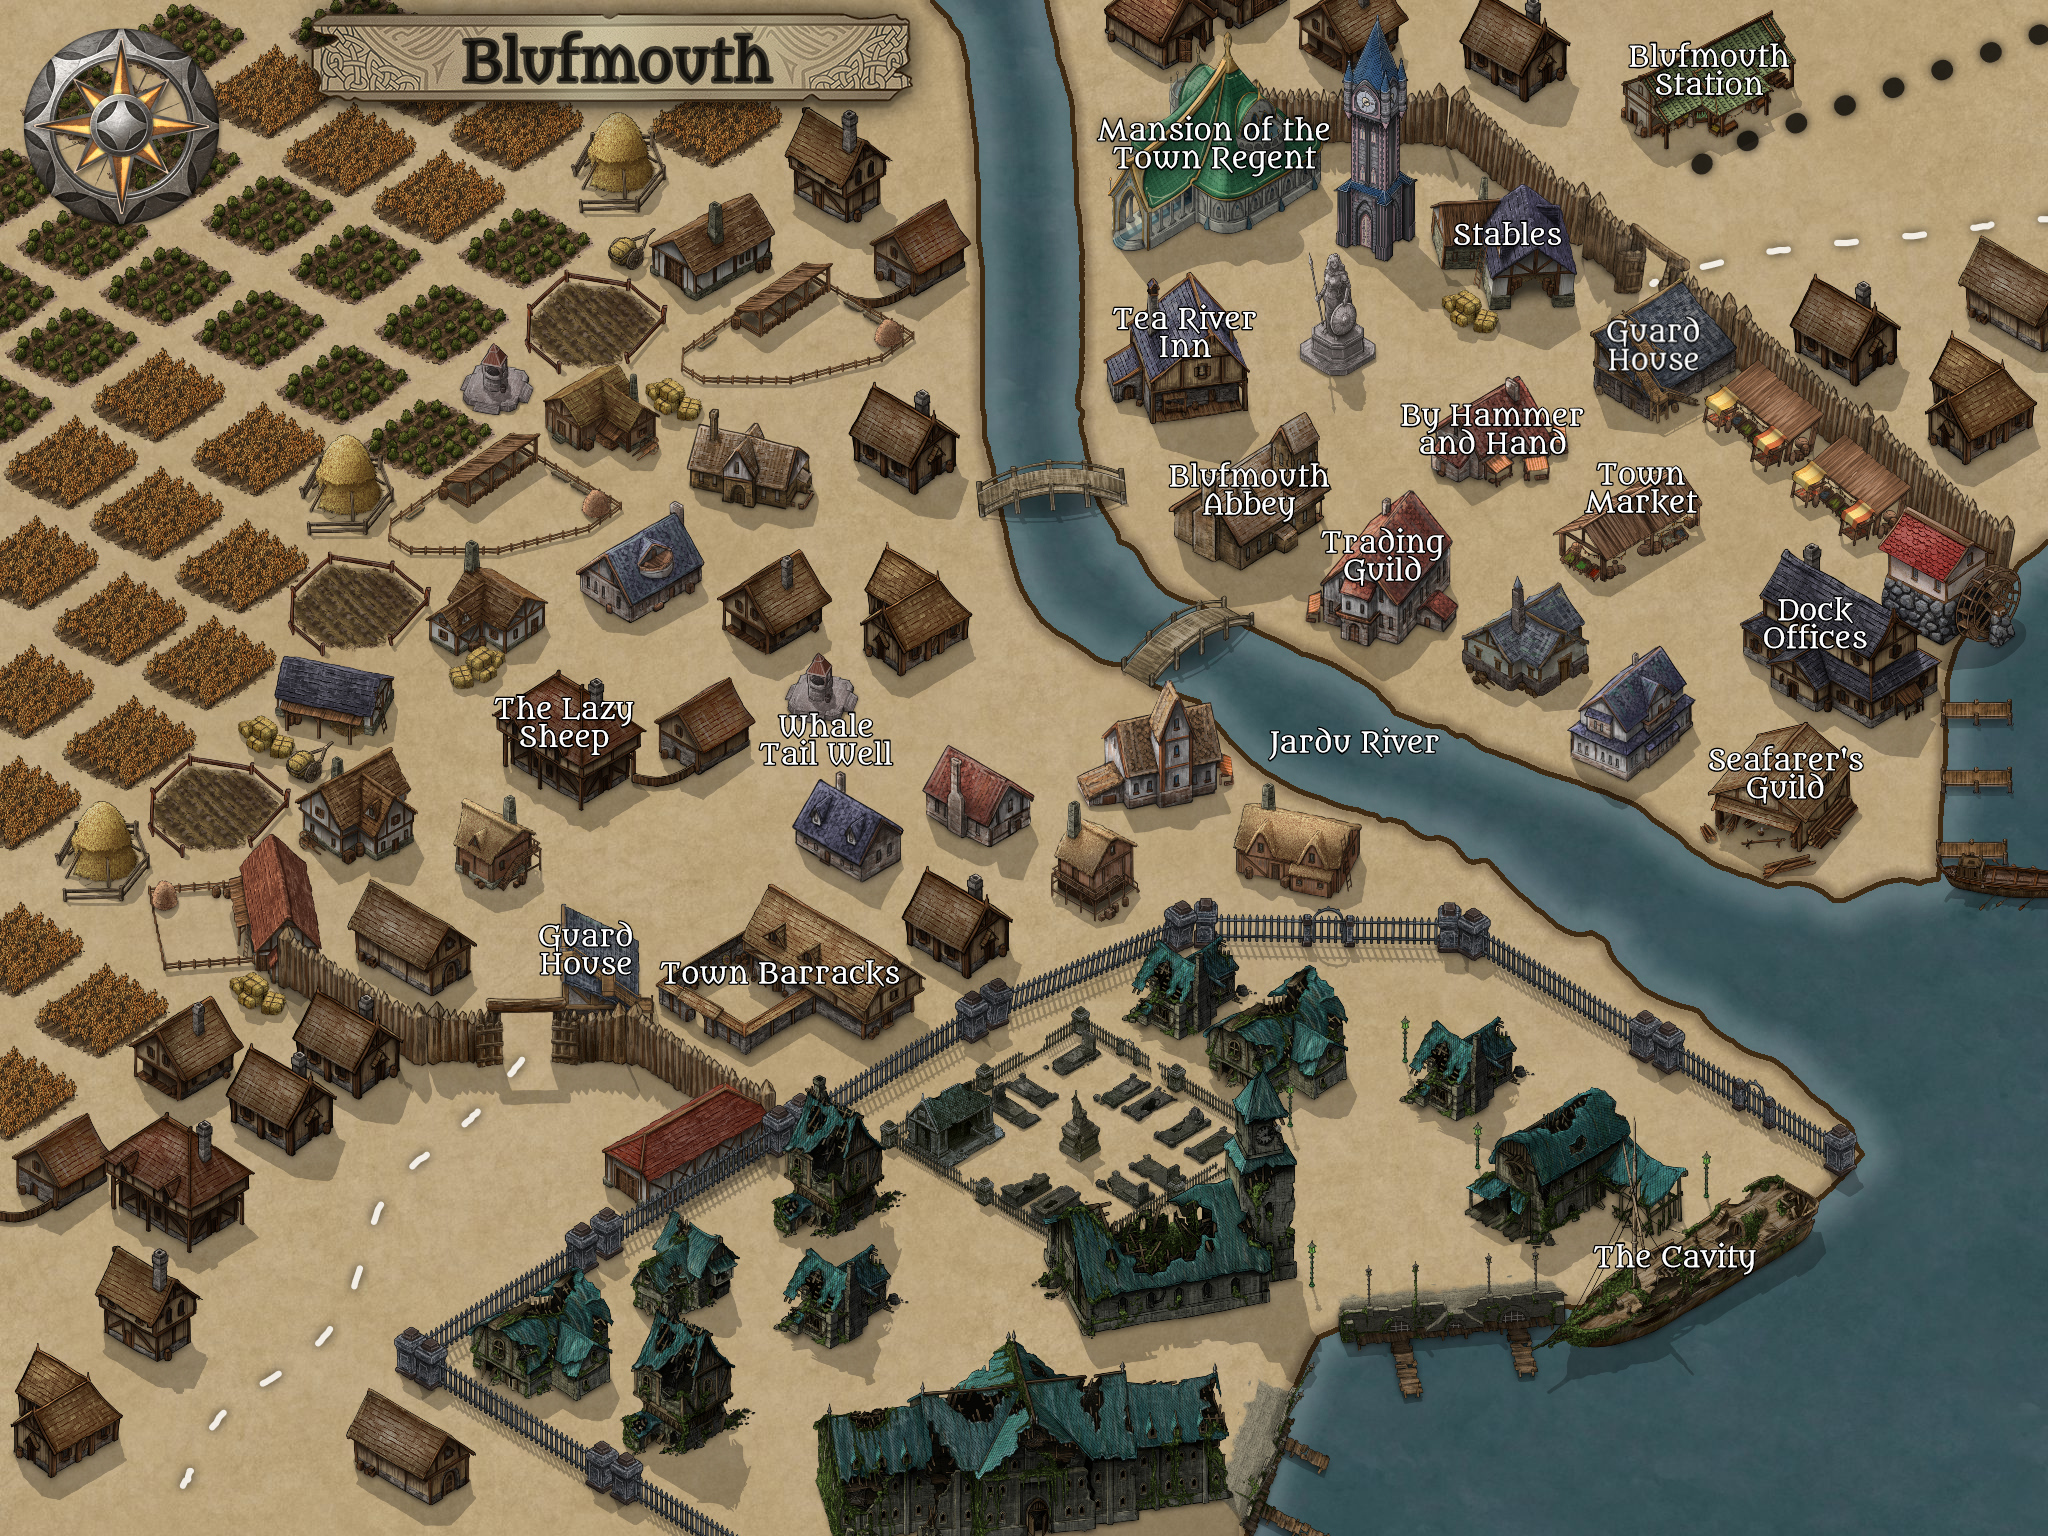 Blufmouth
Blufmouth
Station
Mansion of the
Town Regent
Stables
Tea River
Inn
Guard
House
By Hammer
and Hand
Blufmouth
Abbey
Town
Market
Trading
Guild
Dock
Offices
The Lazy
Sheep
Whale
Tail Well
Jardu River
Seafarer's
Guild
Guard
House
Town Barracks
The Cavity